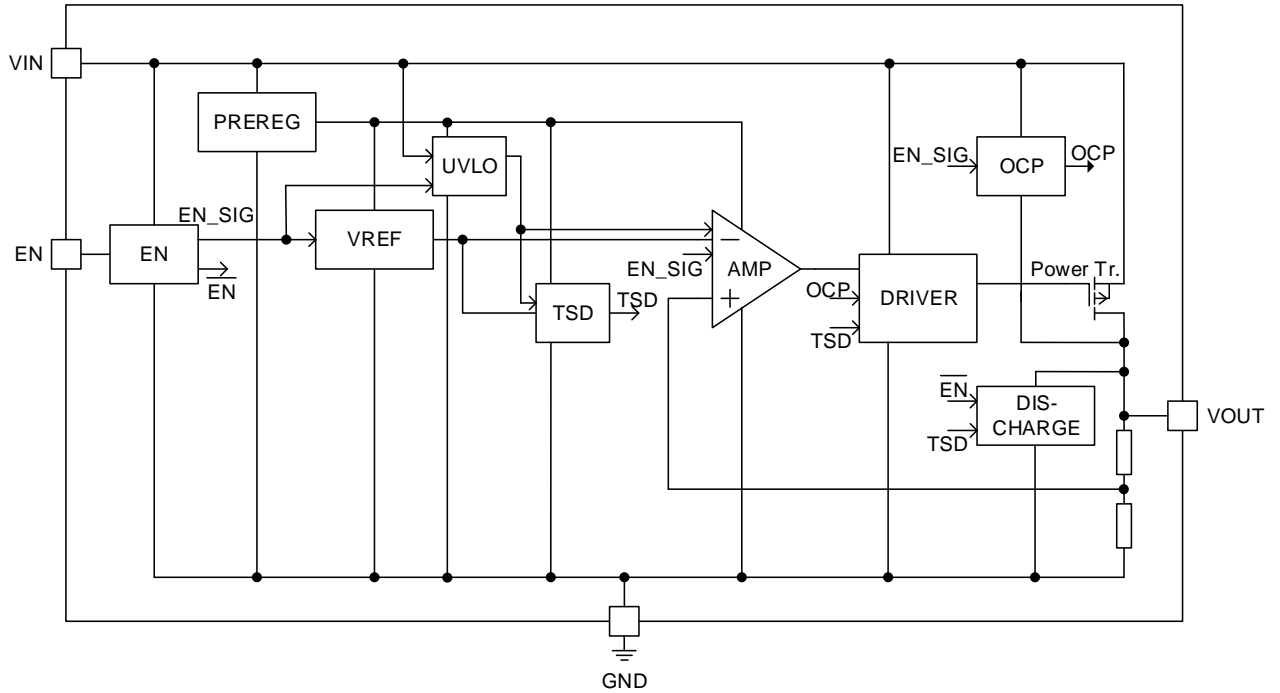 VIN
PREREG
UVLO
EN_SIG
OCP
OCP
EN_SIG
VREF
EN
EN
EN
EN_SIG
−
AMP
+
Power Tr.
TSD
TSD
OCP
DRIVER
TSD
EN
DIS-
CHARGE
TSD
VOUT
GND